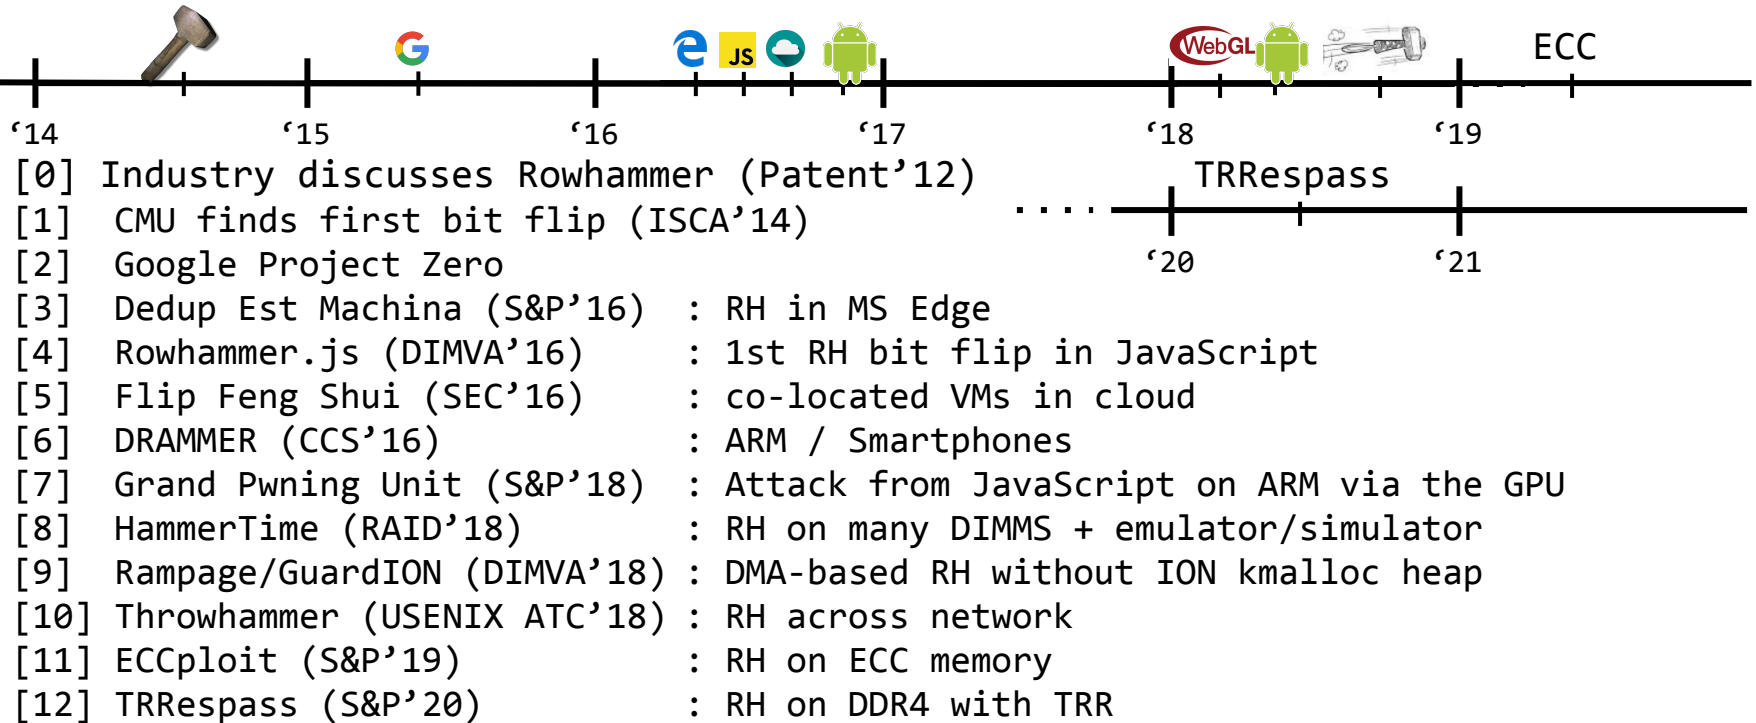 WebGL
JS
ECC
‘14 ‘15 ‘16 ‘17 ‘18 ‘19
[0] Industry discusses Rowhammer (Patent’12)
TRRespass
[1] CMU finds first bit flip (ISCA’14)
[2] Google Project Zero
‘20 ‘21
[3] Dedup Est Machina (S&P’16) : RH in MS Edge
[4] Rowhammer.js (DIMVA’16) : 1st RH bit flip in JavaScript
[5] Flip Feng Shui (SEC’16) : co-located VMs in cloud
[6] DRAMMER (CCS’16) : ARM / Smartphones
[7] Grand Pwning Unit (S&P’18) : Attack from JavaScript on ARM via the GPU
[8] HammerTime (RAID’18) : RH on many DIMMS + emulator/simulator
[9] Rampage/GuardION (DIMVA’18) : DMA-based RH without ION kmalloc heap
[10] Throwhammer (USENIX ATC’18) : RH across network
[11] ECCploit (S&P’19) : RH on ECC memory
[12] TRRespass (S&P’20) : RH on DDR4 with TRR